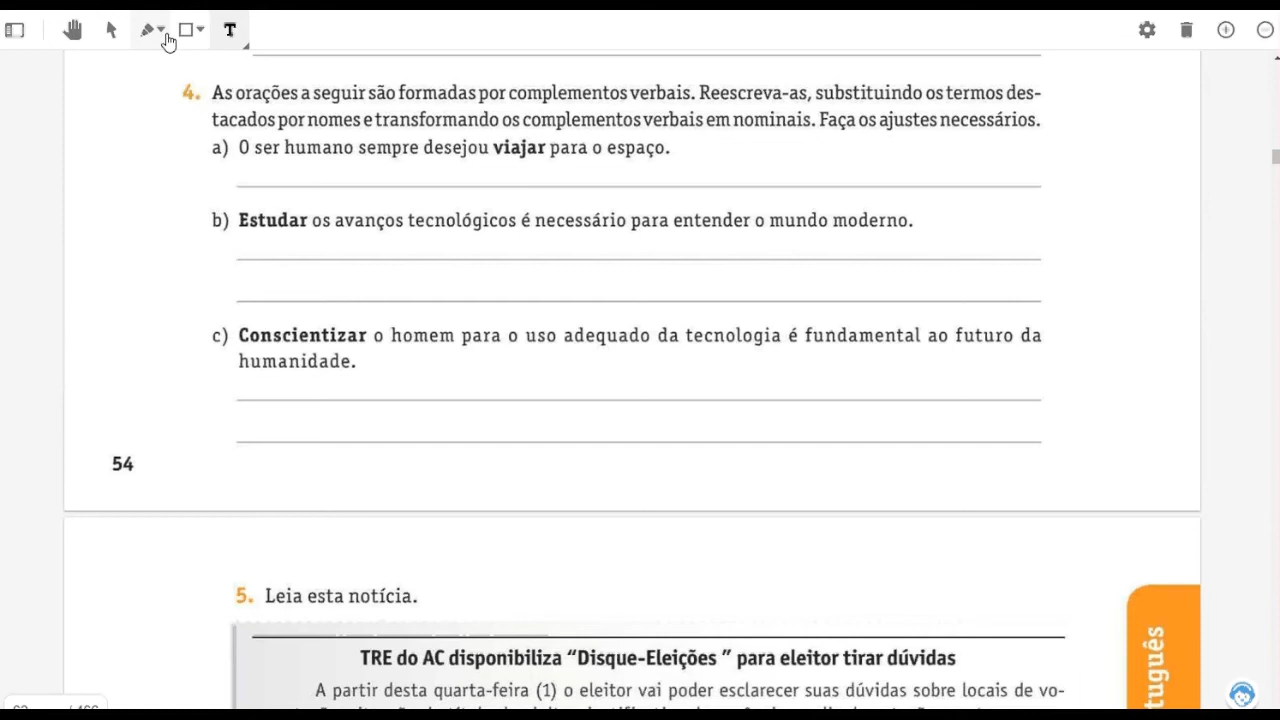 T
4. As orações a seguir são formadas por complementos verbais. Reescreva-as, substituindo os termos des-
tacados por nomes e transformando os complementos verbais em nominais. Faça os ajustes necessários.
a) O ser humano sempre desejou viajar para o espaço.
b) Estudar os avanços tecnológicos é necessário para entender o mundo moderno.
c) Conscientizar o homem para o uso adequado da tecnologia é fundamental ao futuro da
humanidade.
54
5. Leia esta notícia.
TRE do AC disponibiliza “Disque-Eleições ” para eleitor tirar dúvidas
A partir desta quarta-feira (1) o eleitor vai poder esclarecer suas dúvidas sobre locais de vo-
tuguês